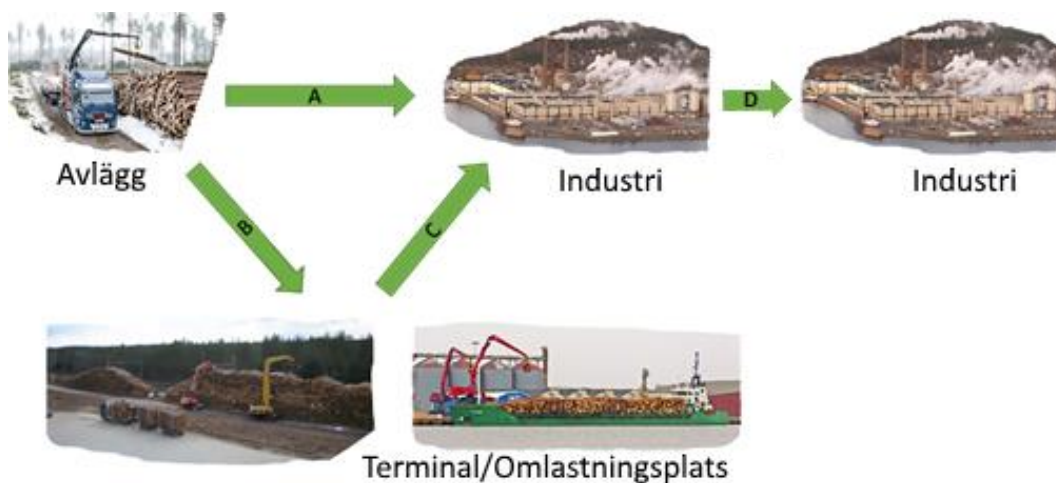 A
D
Avlägg
Industri
Industri
B
C
Terminal/Omlastningsplats